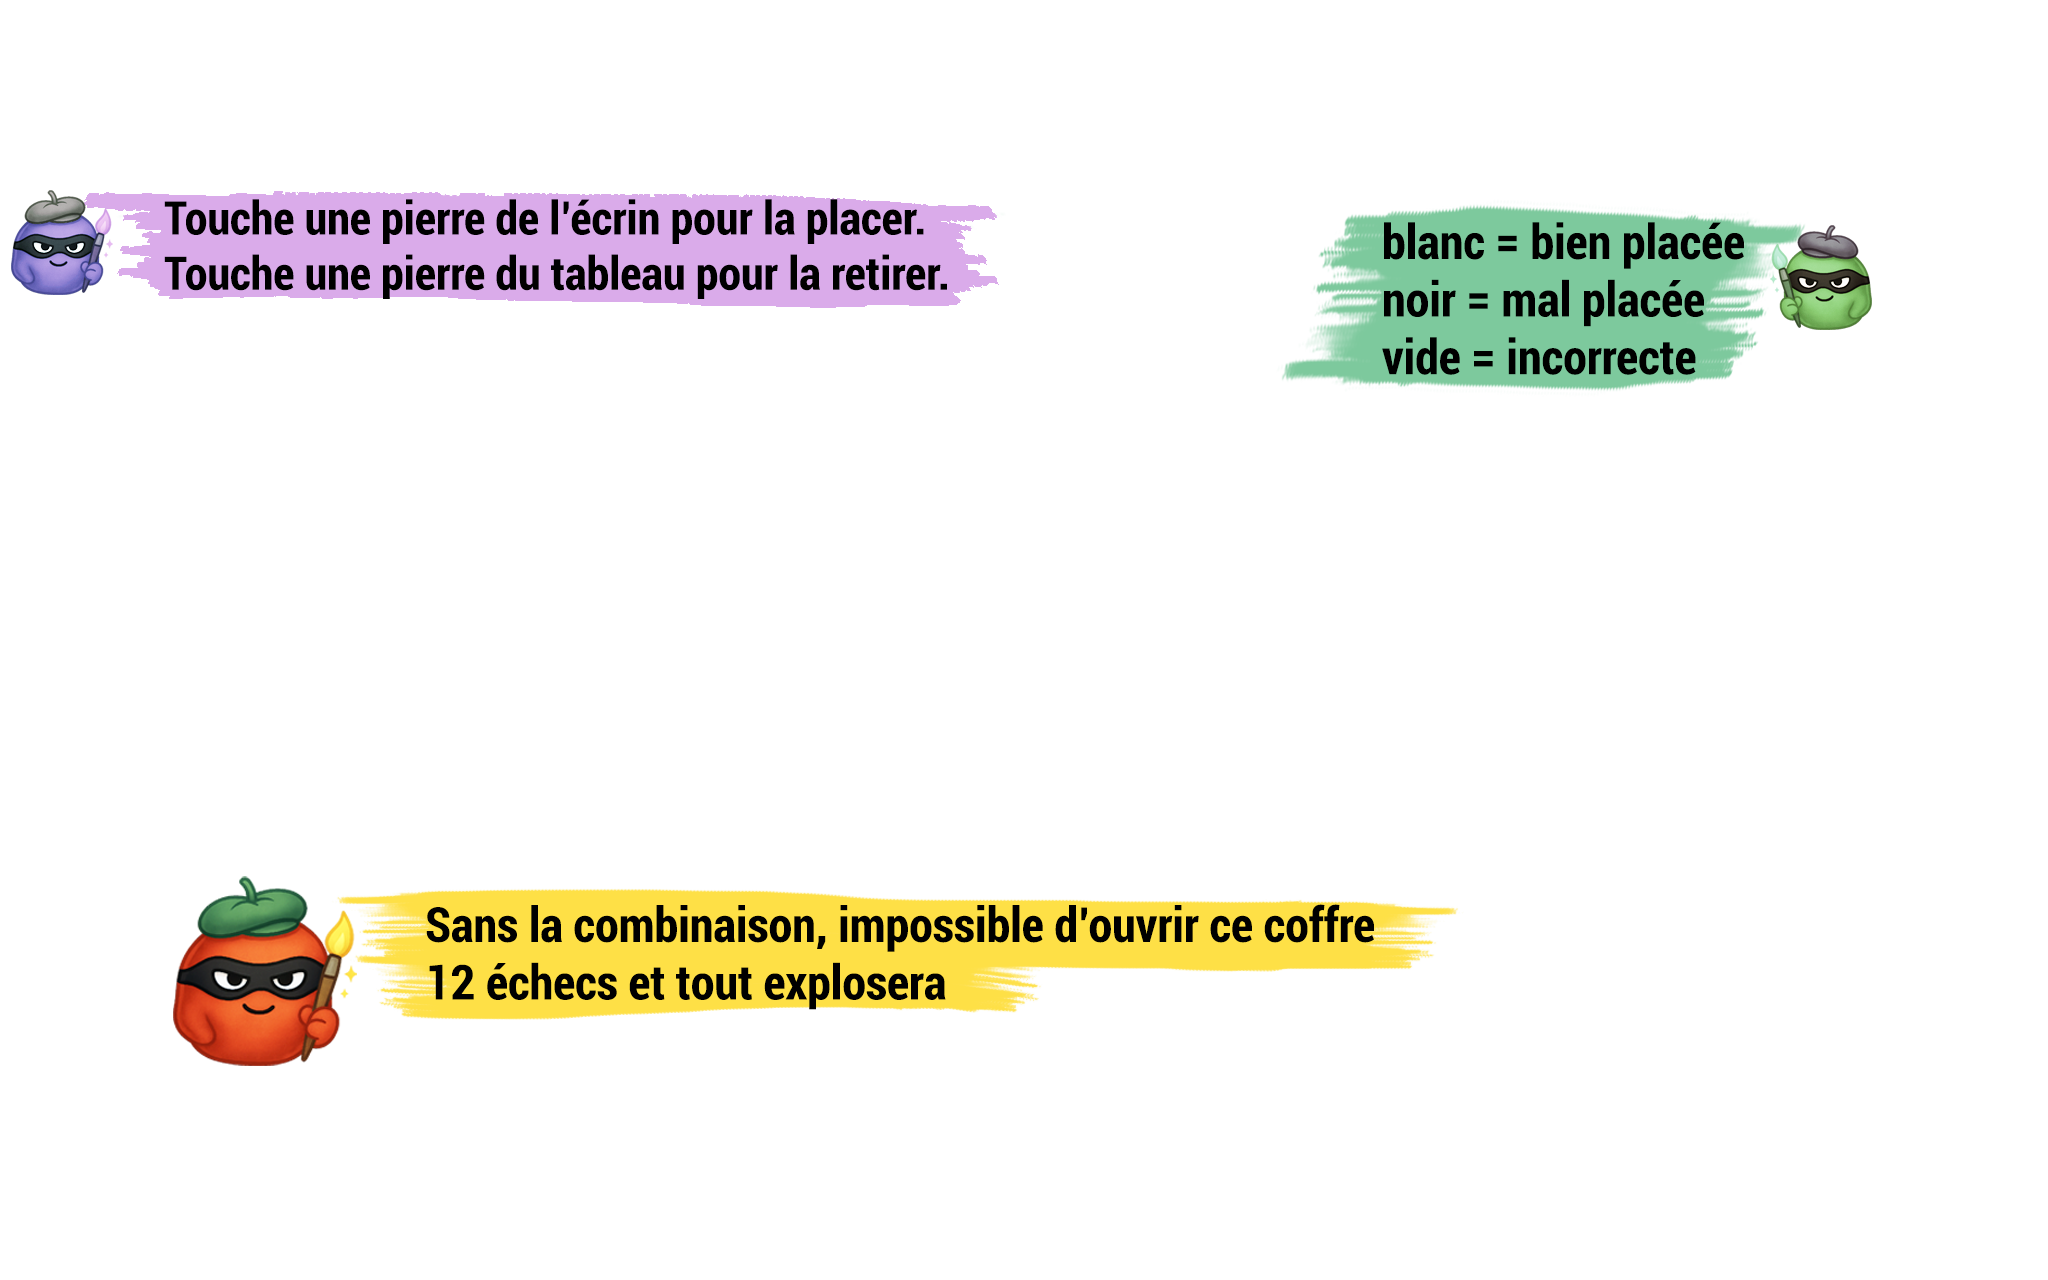 Touche une pierre de l'écrin pour la placer.
Touche une pierre du tableau pour la retirer.
blanc = bien placée
noir = mal placée
vide = incorrecte
Sans la combinaison, impossible d'ouvrir ce coffre
12 échecs et tout explosera